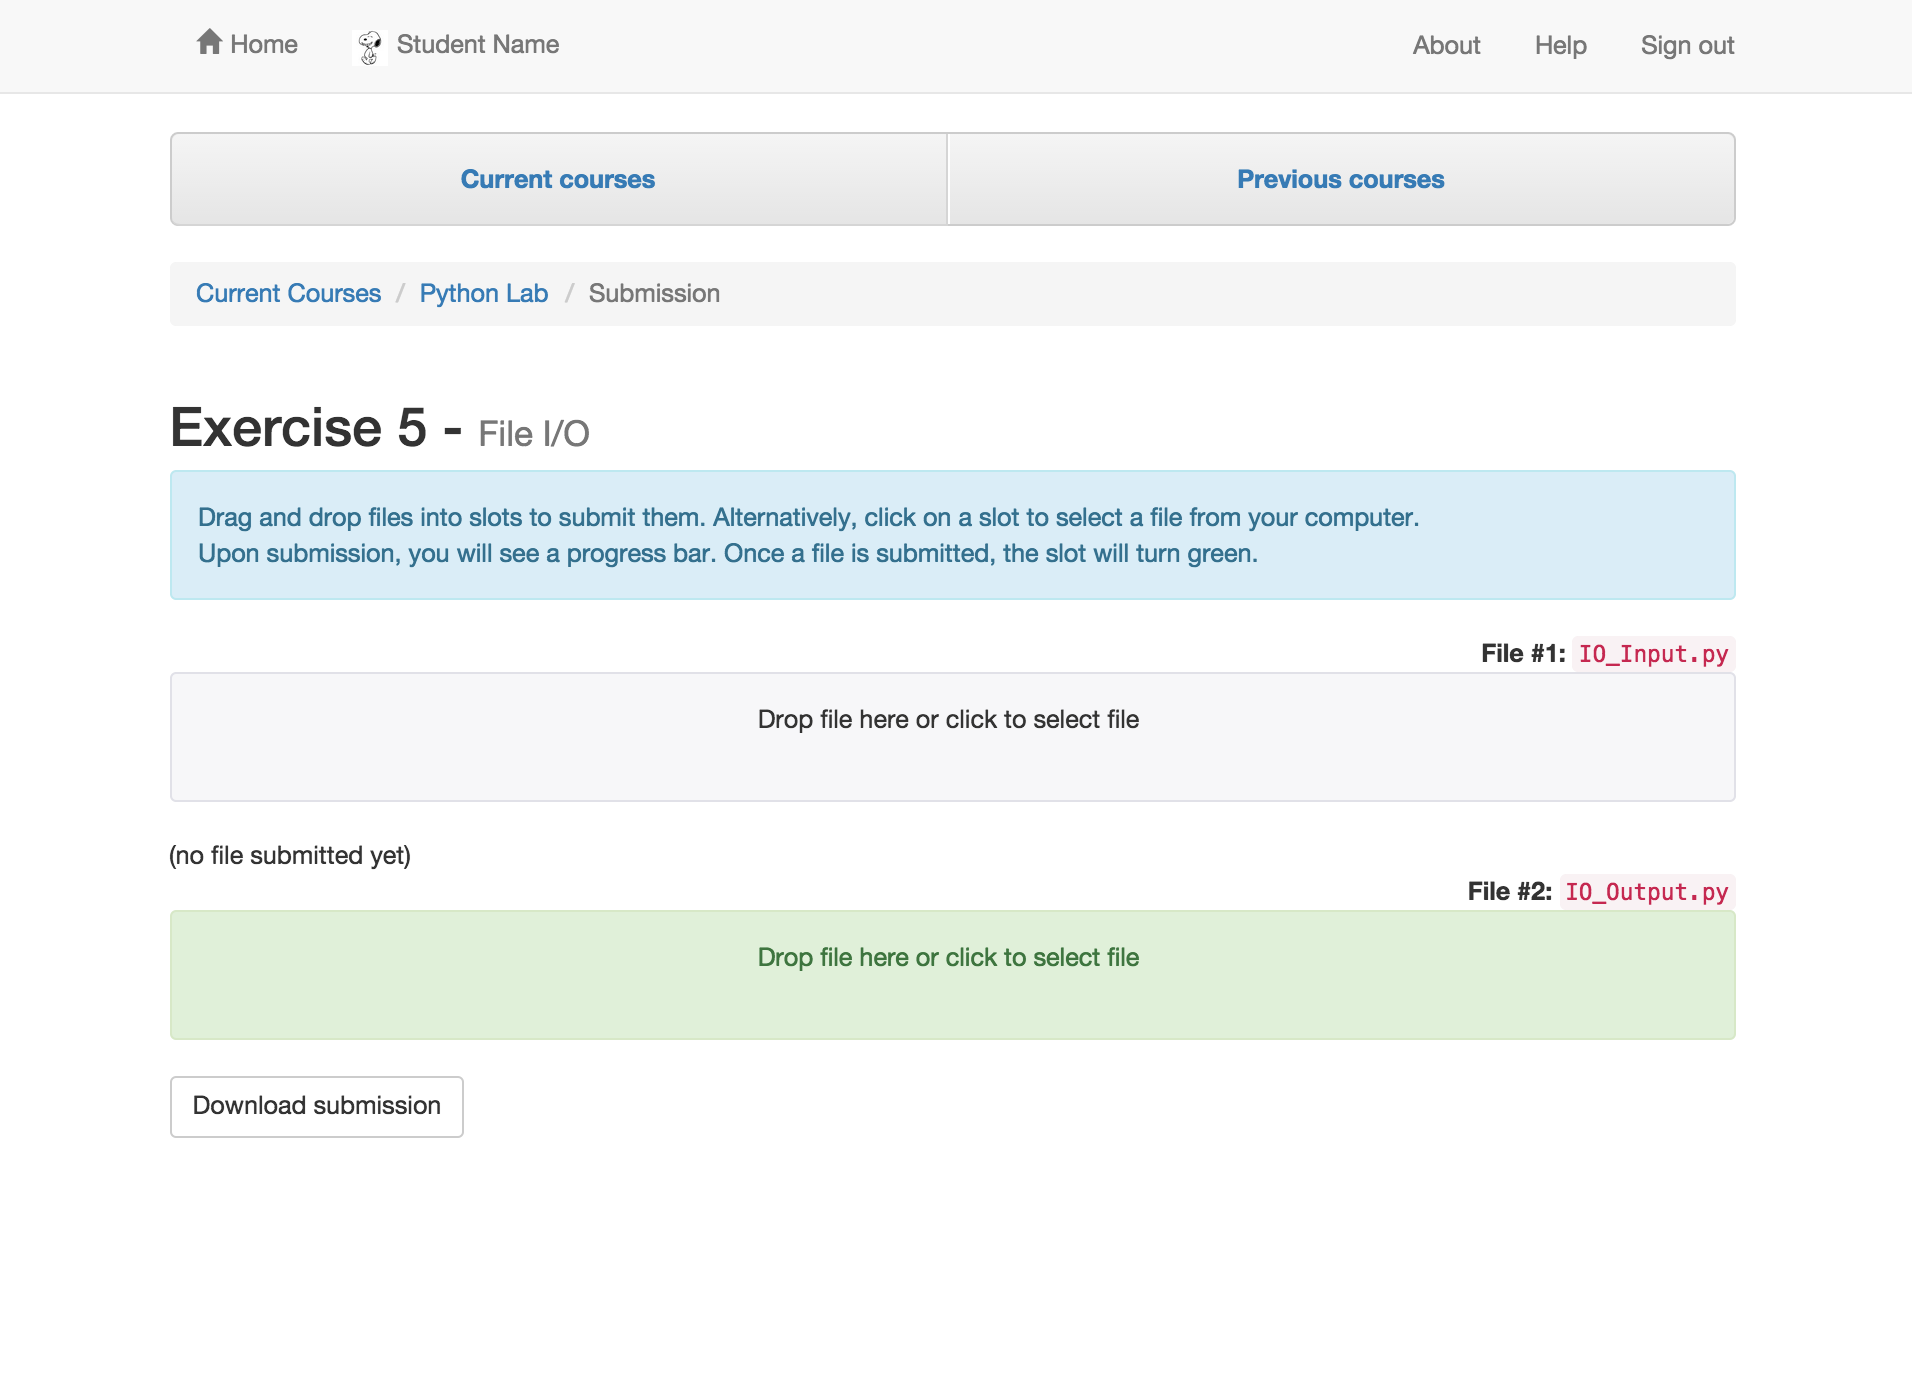 Home Student Name About Help Sign out
Current courses Previous courses
Current Courses / Python Lab / Submission
Exercise 5 - File I/O
Drag and drop files into slots to submit them. Alternatively, click on a slot to select a file from your computer.
Upon submission, you will see a progress bar. Once a file is submitted, the slot will turn green.
File #1: IO_Input.py
Drop file here or click to select file
(no file submitted yet)
File #2: IO_Output.py
Drop file here or click to select file
Download submission